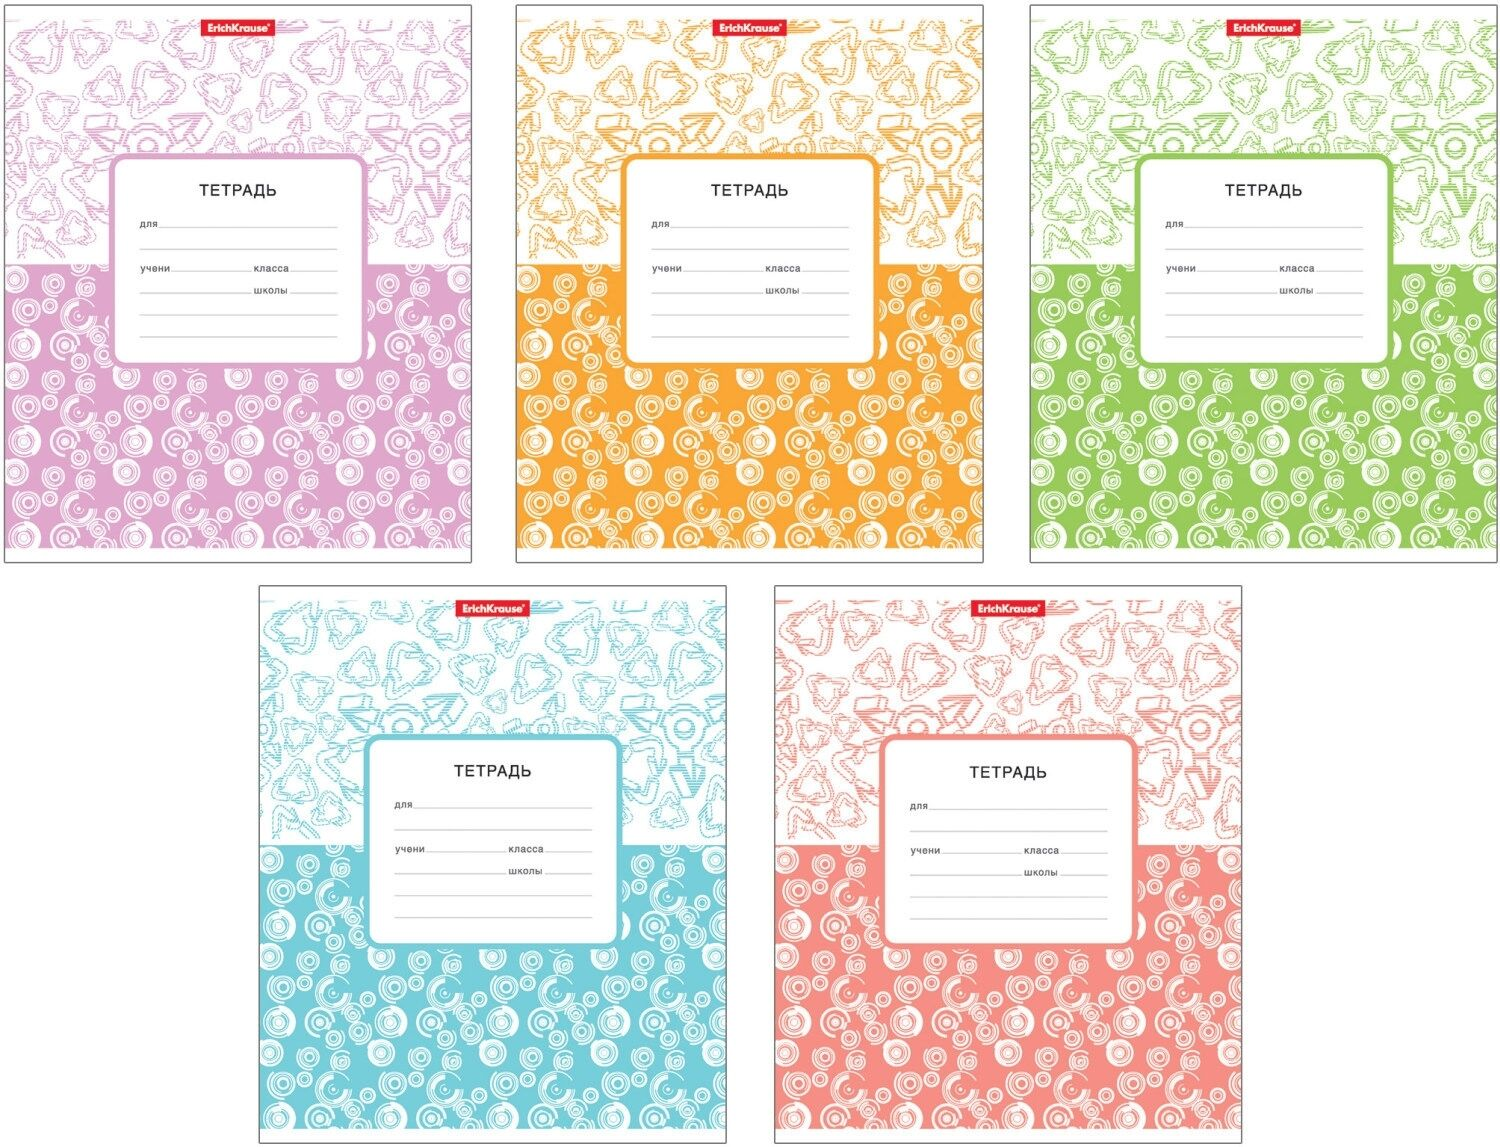 ErichKrause®
ТЕТРАДЬ
для
учени класса
школы
ErichKrause®
ТЕТРАДЬ
для
учени класса
школы
ErichKrause®
ТЕТРАДЬ
для
учени класса
школы
ErichKrause®
ТЕТРАДЬ
для
учени класса
школы
ErichKrause®
ТЕТРАДЬ
для
учени класса
школы